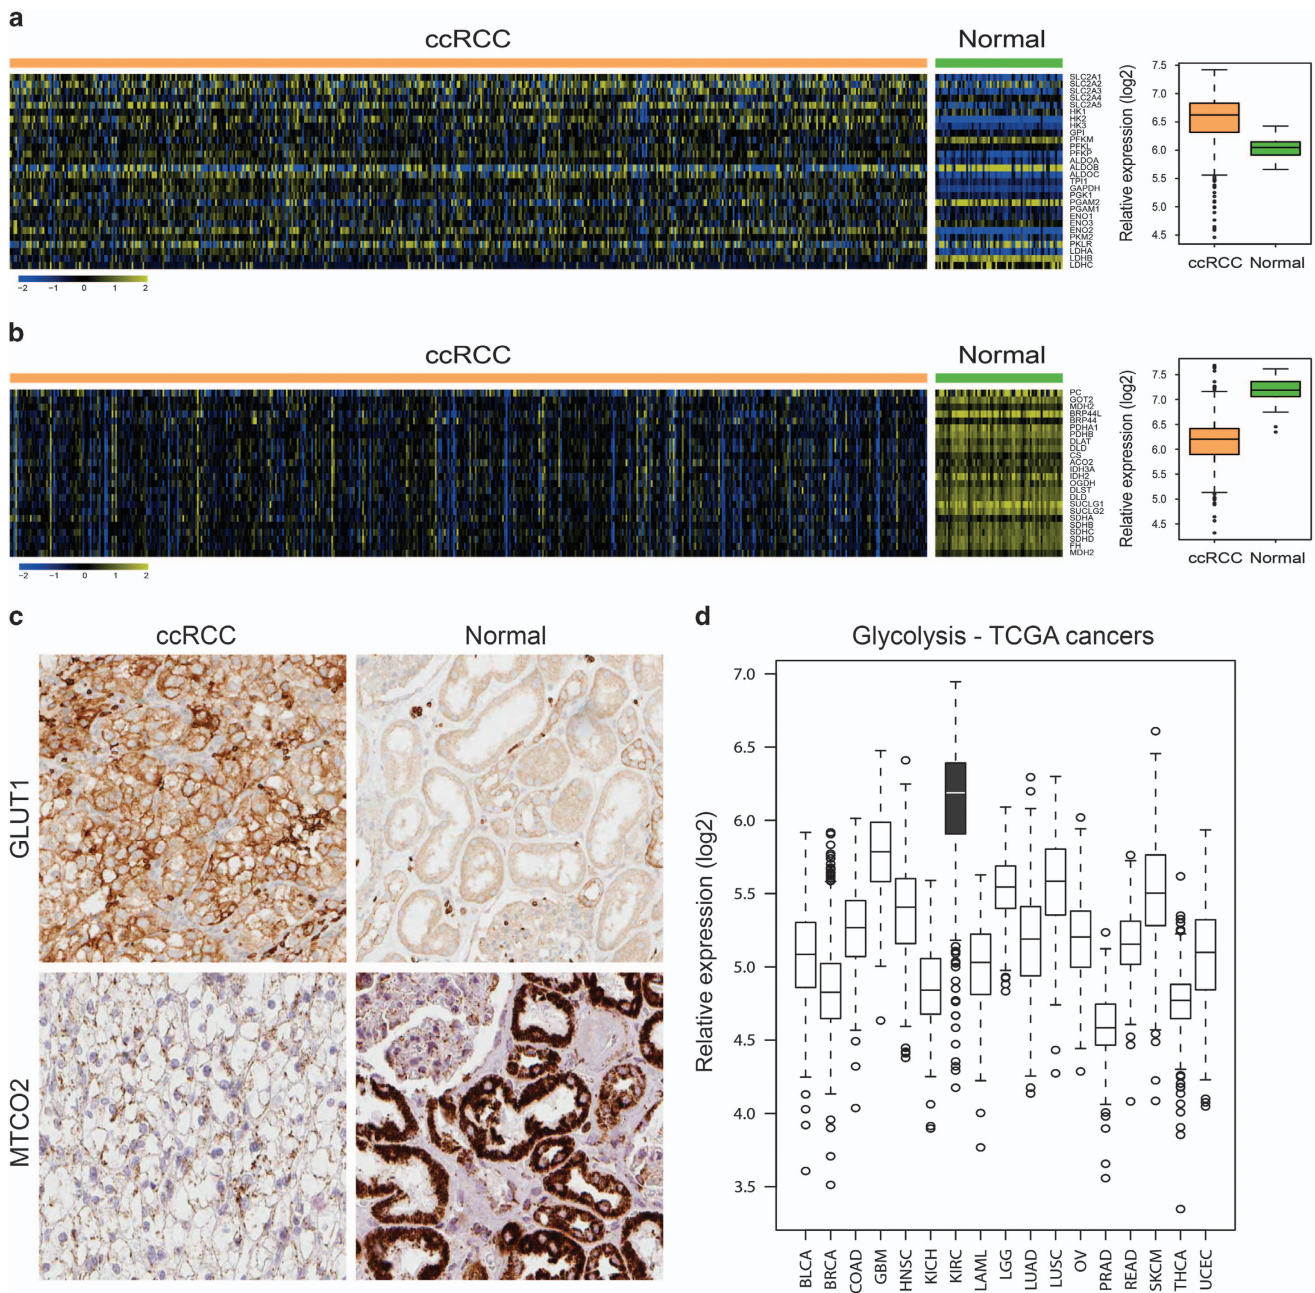 a
ccRCC
Normal
SLC2A1
SLC2A2
SLC2A3
SLC2A4
SLC2A5
HK1
HK2
HK3
GPI
PFKM
PFKL
PFKP
ALDOA
ALDOB
ALDOC
TPI1
GAPDH
PGK1
PGAM2
PGAM1
ENO1
ENO3
ENO2
PKM2
PKLR
LDHA
LDHB
LDHC
−2 −1 0 1 2
Relative expression (log2)
7.5
7.0
6.5
6.0
5.5
5.0
4.5
ccRCC Normal
b
ccRCC
Normal
PC
GOT2
MDH2
BRP44L
BRP44
PDHA1
PDHB
DLAT
DLD
CS
ACO2
IDH3A
IDH2
OGDH
DLST
DLD
SUCLG1
SUCLG2
SDHA
SDHB
SDHC
SDHD
FH
MDH2
−2 −1 0 1 2
Relative expression (log2)
7.5
7.0
6.5
6.0
5.5
5.0
4.5
ccRCC Normal
c
ccRCC
Normal
GLUT1
MTCO2
d
Glycolysis - TCGA cancers
Relative expression (log2)
7.0
6.5
6.0
5.5
5.0
4.5
4.0
3.5
BLCA
BRCA
COAD
GBM
HNSC
KICH
KIRC
LAML
LGG
LUAD
LUSC
OV
PRAD
READ
SKCM
THCA
UCEC